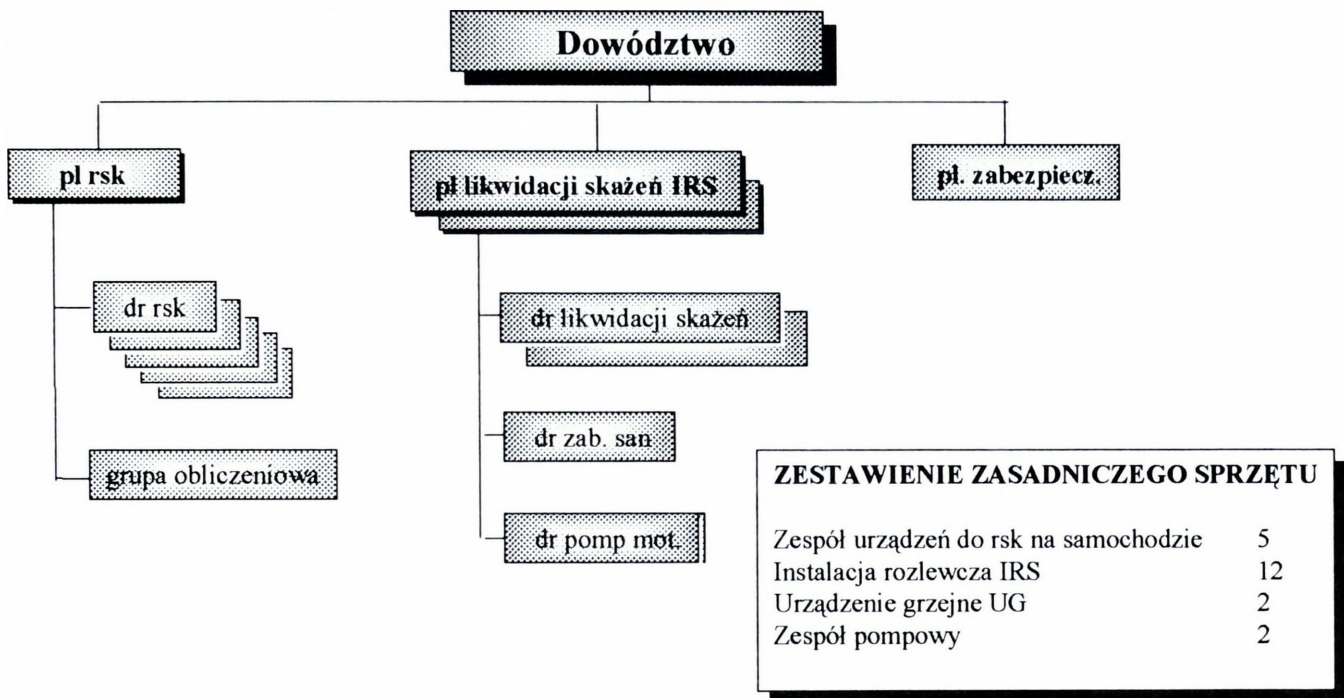 Dowództwo
pl rsk
pl likwidacji skażeń IRS
pl. zabezpiecz.
dr rsk
grupa obliczeniowa
dr likwidacji skażeń
dr zab. san
dr pomp mot.
ZESTAWIENIE ZASADNICZEGO SPRZĘTU
Zespół urządzeń do rsk na samochodzie 5
Instalacja rozlewcza IRS 12
Urządzenie grzejne UG 2
Zespół pompowy 2